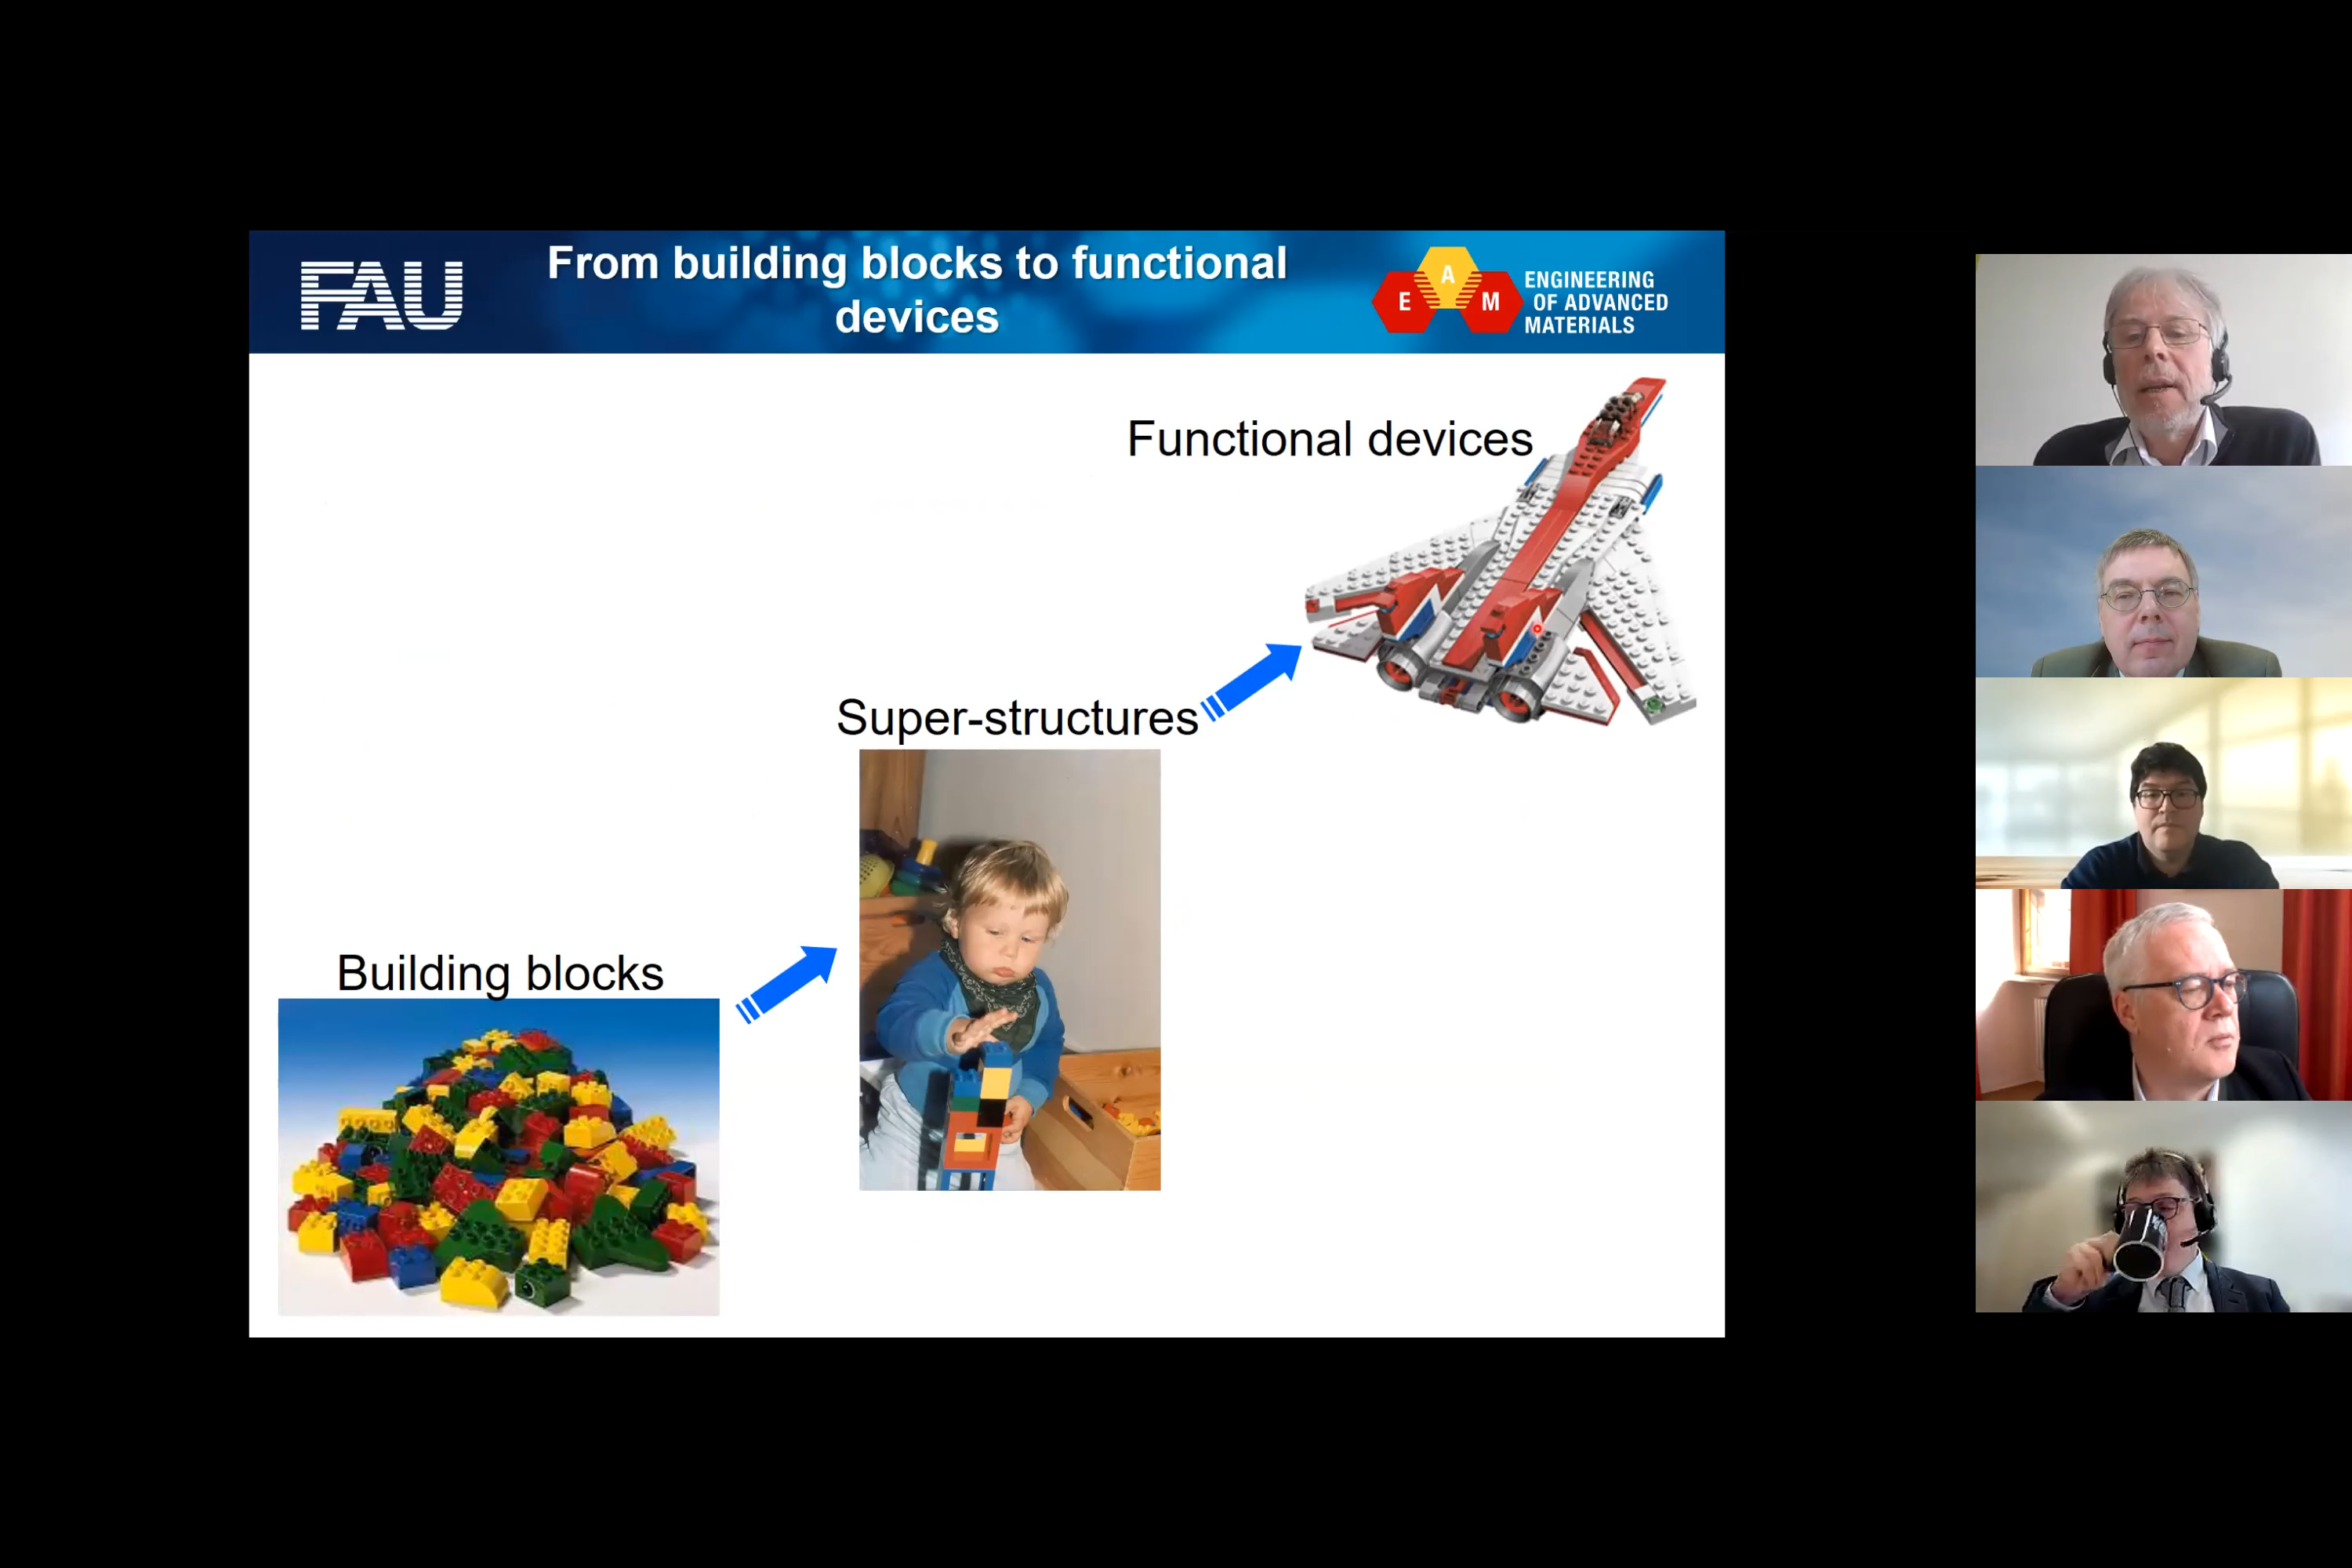 FAU
From building blocks to functional
devices
E A M
ENGINEERING
OF ADVANCED
MATERIALS
Functional devices
Super-structures
Building blocks